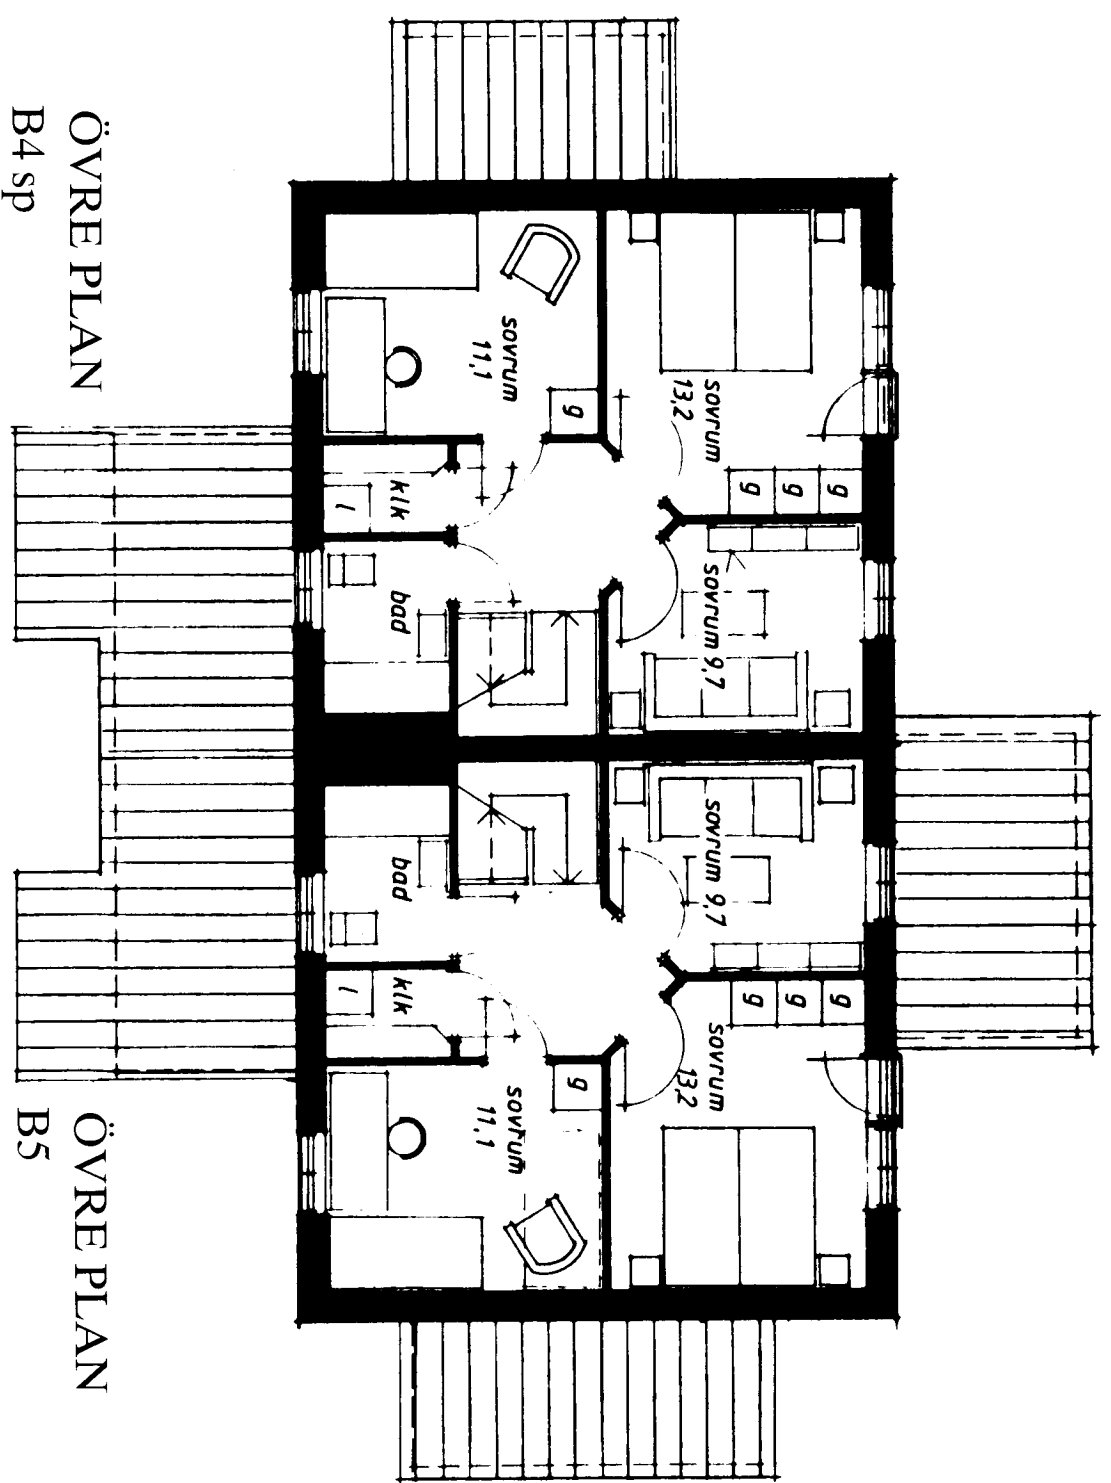 ÖVRE PLAN
B4 sp
ÖVRE PLAN
B5
sovrum
13,2
g
g
g
sovrum 9,7
sovrum
11,1
g
klk
l
bad
sovrum 9,7
sovrum
13,2
g
g
g
bad
klk
l
sovrum
11,1
g